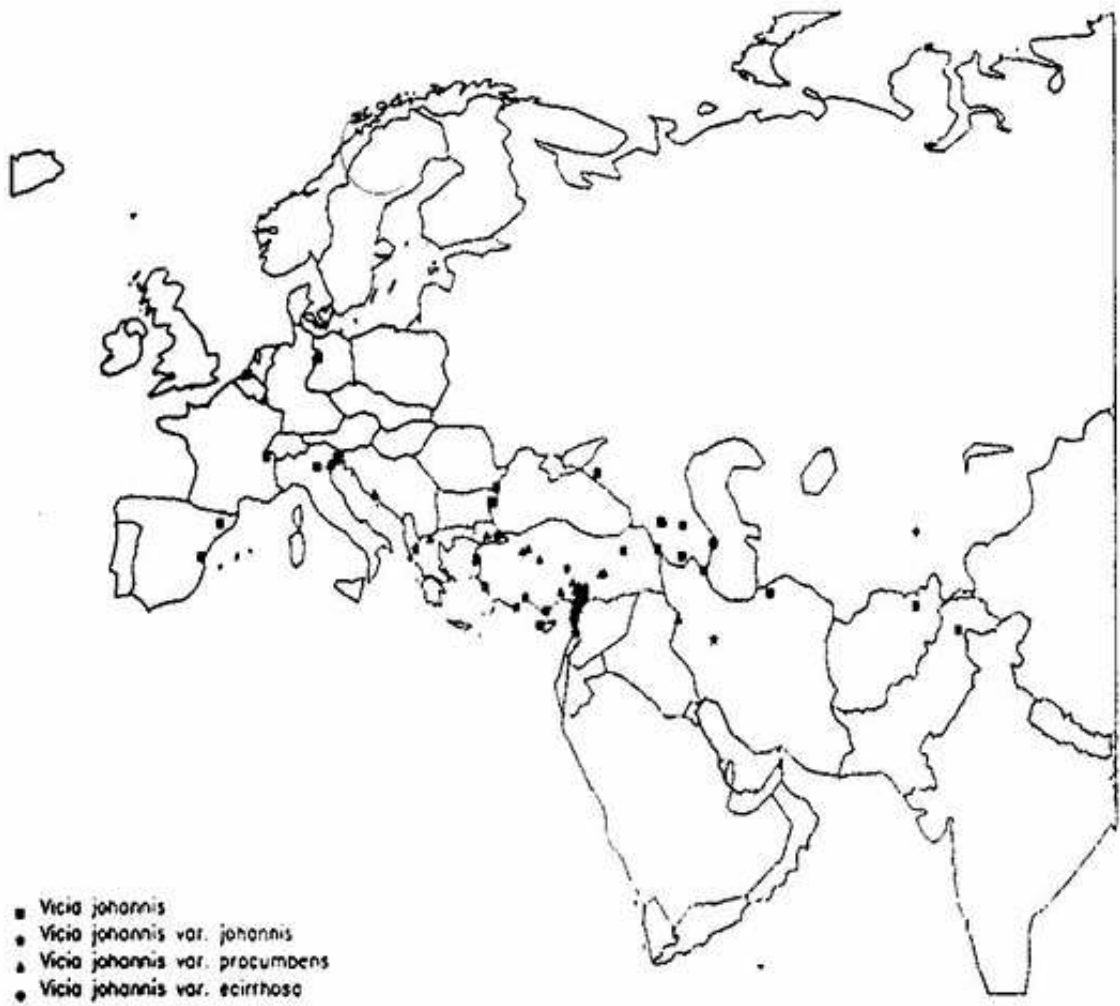 Vicia johannis
Vicia johannis var. johannis
Vicia johannis var. procumbens
Vicia johannis var. ecirrhosa